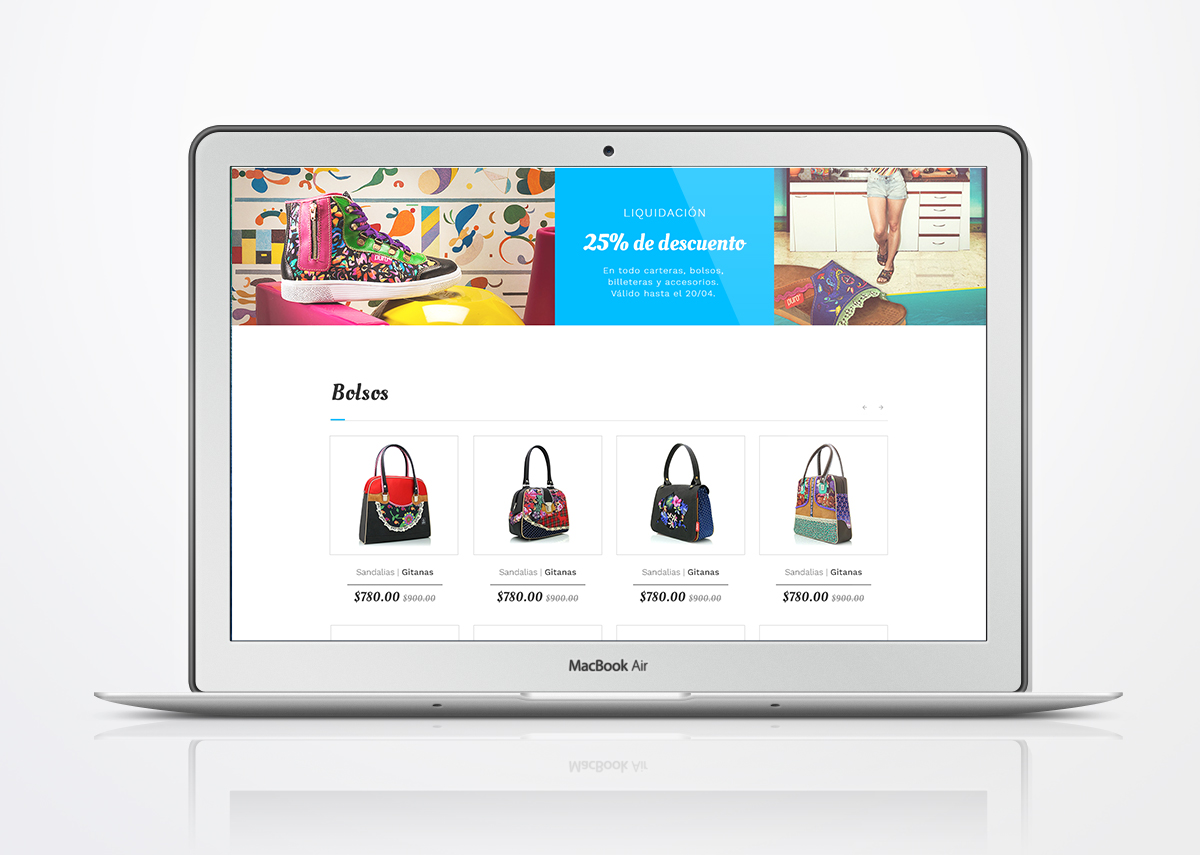 LIQUIDACIÓN
25% de descuento
En todo carteras, bolsos,
billeteras y accesorios.
Válido hasta el 20/04.
pura
pura
Bolsos
Sandalias | Gitanas
$780.00 $900.00
Sandalias | Gitanas
$780.00 $900.00
Sandalias | Gitanas
$780.00 $900.00
Sandalias | Gitanas
$780.00 $900.00
MacBook Air